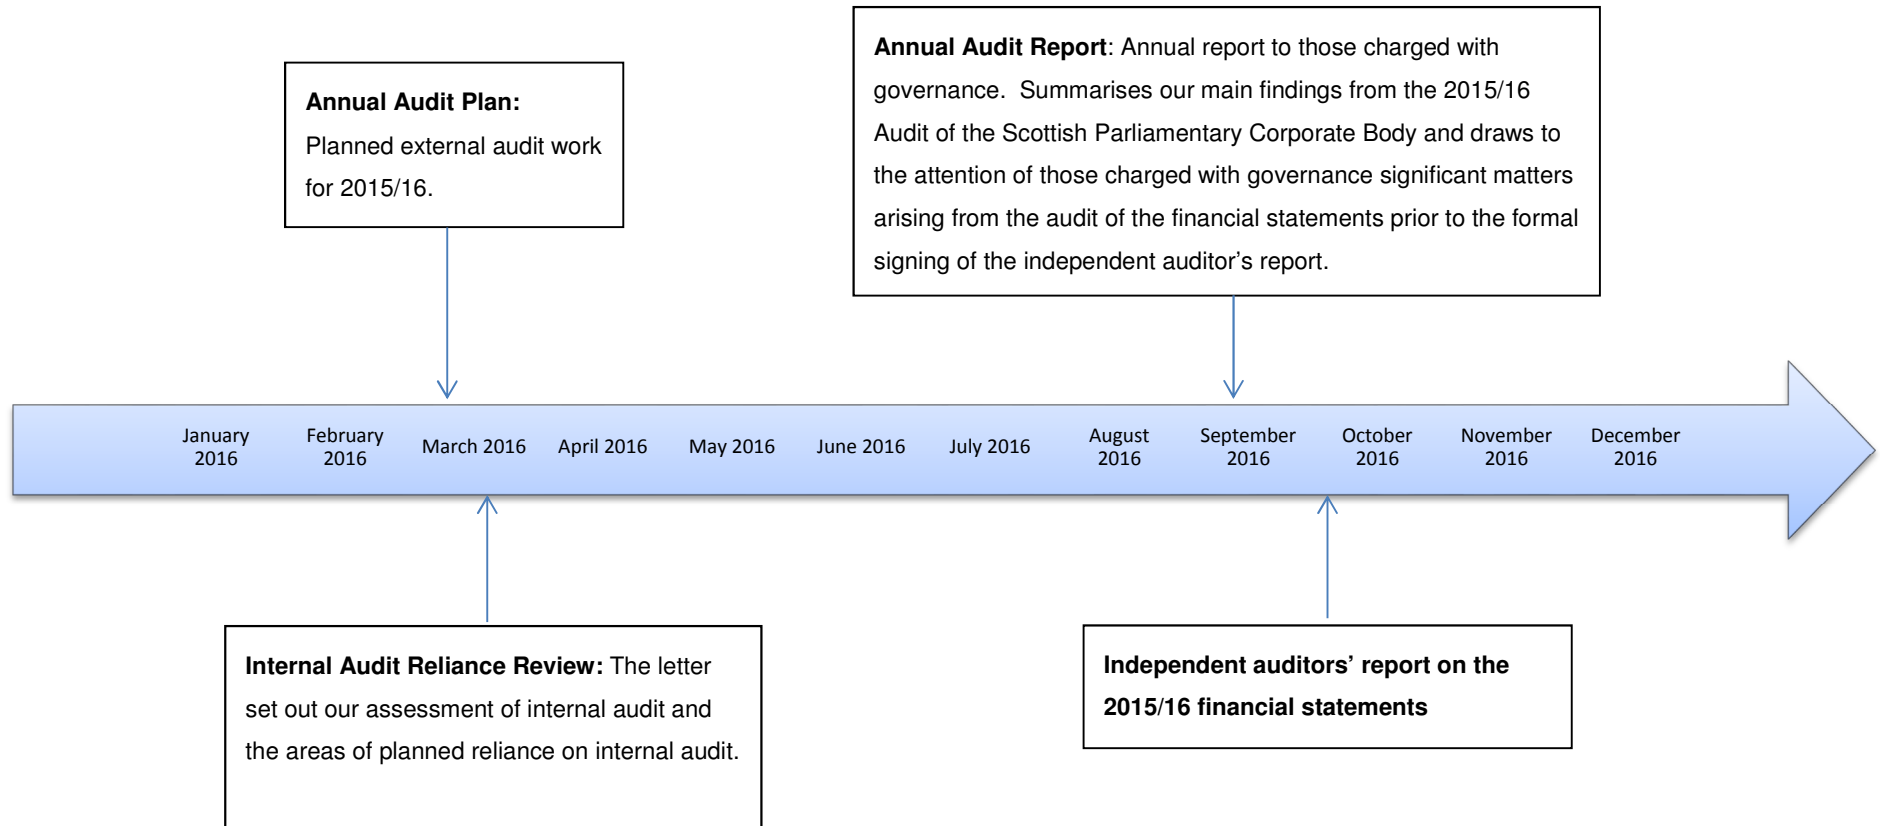 Annual Audit Plan:
Planned external audit work
for 2015/16.
Annual Audit Report: Annual report to those charged with
governance.  Summarises our main findings from the 2015/16
Audit of the Scottish Parliamentary Corporate Body and draws to
the attention of those charged with governance significant matters
arising from the audit of the financial statements prior to the formal
signing of the independent auditor’s report.
January
2016
February
2016
March 2016
April 2016
May 2016
June 2016
July 2016
August
2016
September
2016
October
2016
November
2016
December
2016
Internal Audit Reliance Review: The letter
set out our assessment of internal audit and
the areas of planned reliance on internal audit.
Independent auditors’ report on the
2015/16 financial statements